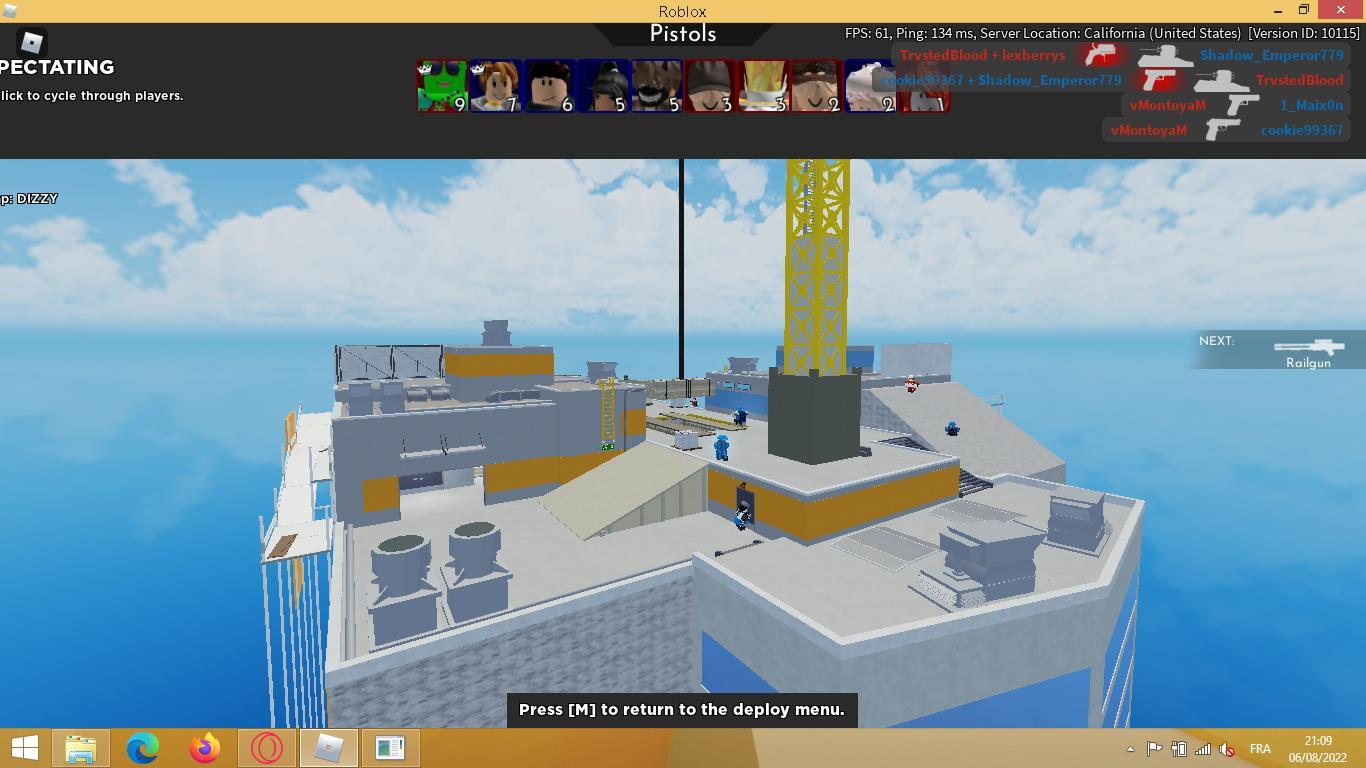 Roblox
Pistols
FPS: 61, Ping: 134 ms, Server Location: California (United States) [Version ID: 10115]
PECTATING
lick to cycle through players.
9 7 6 5 5 3 3 2 2 1
TrvstedBlood + lexberrys Shadow_Emperor779
cookie99367 + Shadow_Emperor779 TrvstedBlood
vMontoyaM 1_Maix0n
vMontoyaM cookie99367
p: DIZZY
NEXT:
Railgun
Press [M] to return to the deploy menu.
FRA
21:09
06/08/2022